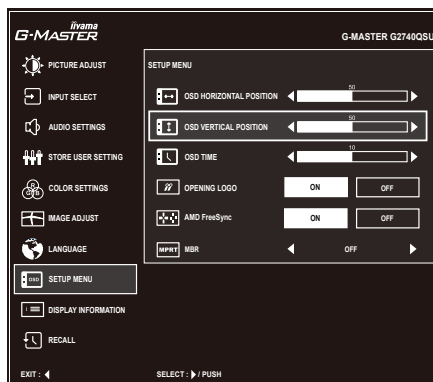 iiyama
G-MASTER
G-MASTER G2740QSU
PICTURE ADJUST
INPUT SELECT
AUDIO SETTINGS
STORE USER SETTING
R
G B
COLOR SETTINGS
IMAGE ADJUST
LANGUAGE
OSD
SETUP MENU
i
DISPLAY INFORMATION
RECALL
SETUP MENU
50
OSD HORIZONTAL POSITION
50
OSD VERTICAL POSITION
10
OSD TIME
OPENING LOGO ON OFF
AMD FreeSync ON OFF
MPRT MBR OFF
EXIT : SELECT : / PUSH